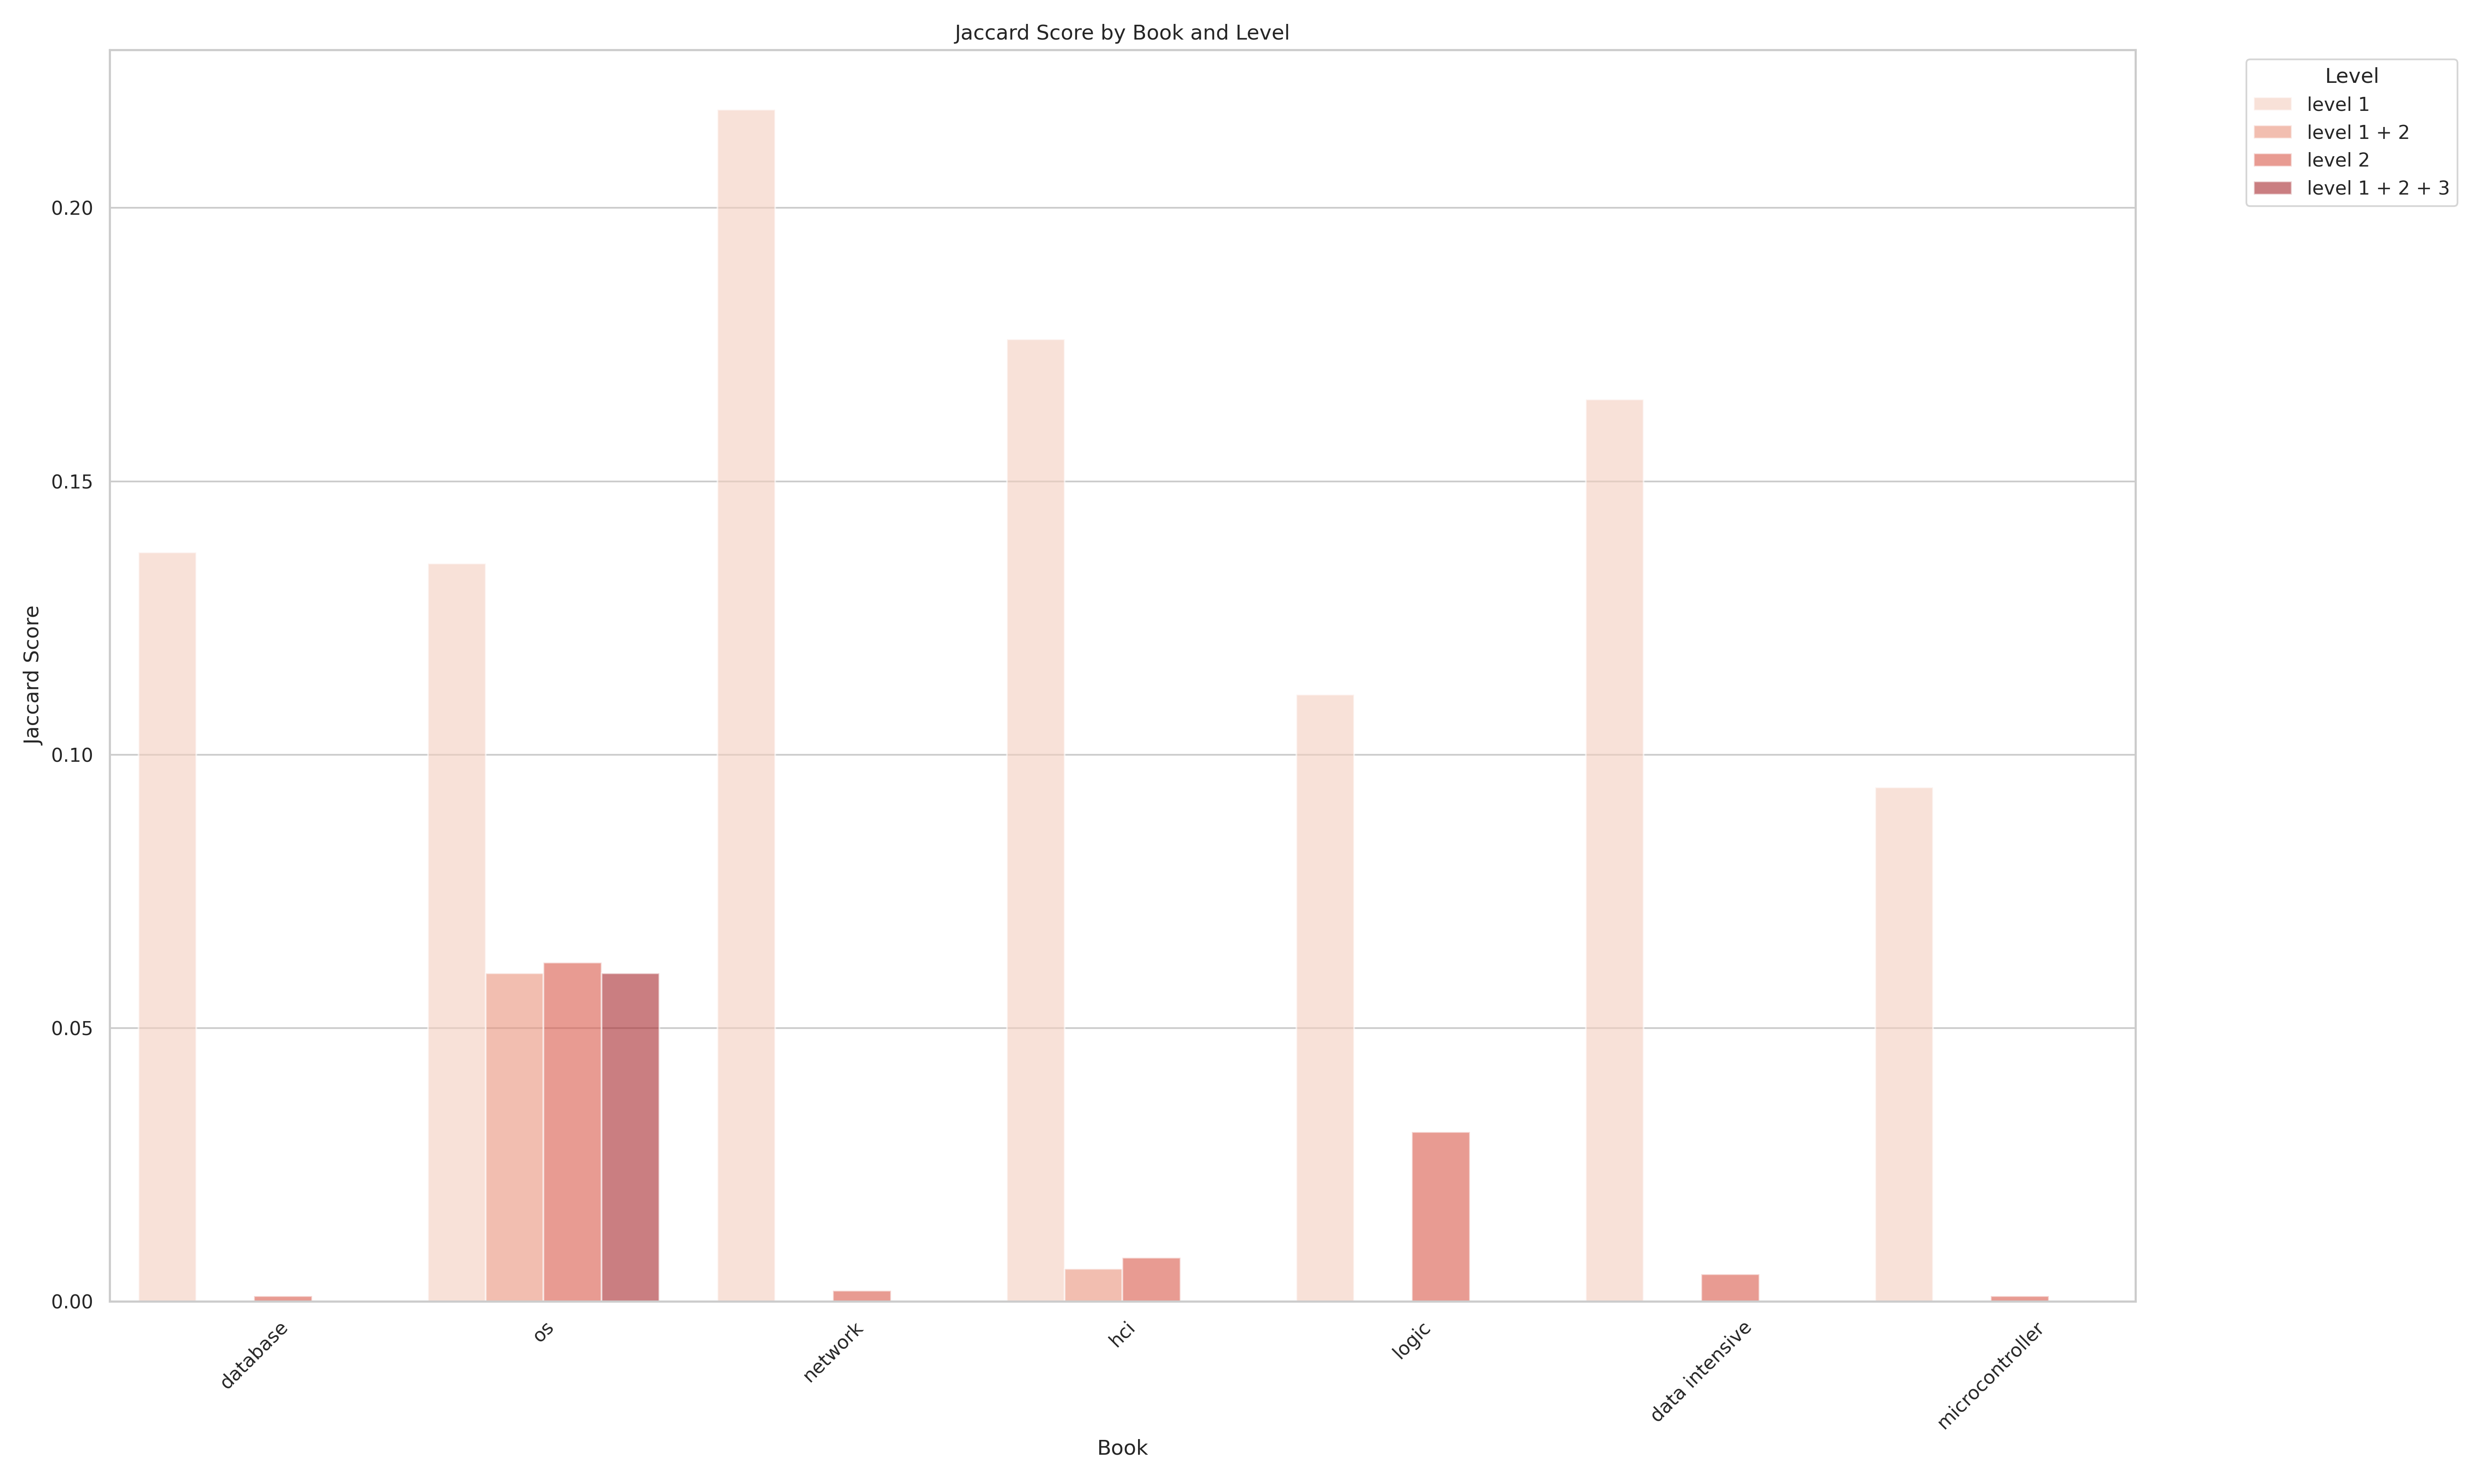 Jaccard Score by Book and Level
Level
level 1
level 1 + 2
level 2
level 1 + 2 + 3
Jaccard Score
0.20
0.15
0.10
0.05
0.00
database
os
network
hci
logic
data intensive
microcontroller
Book